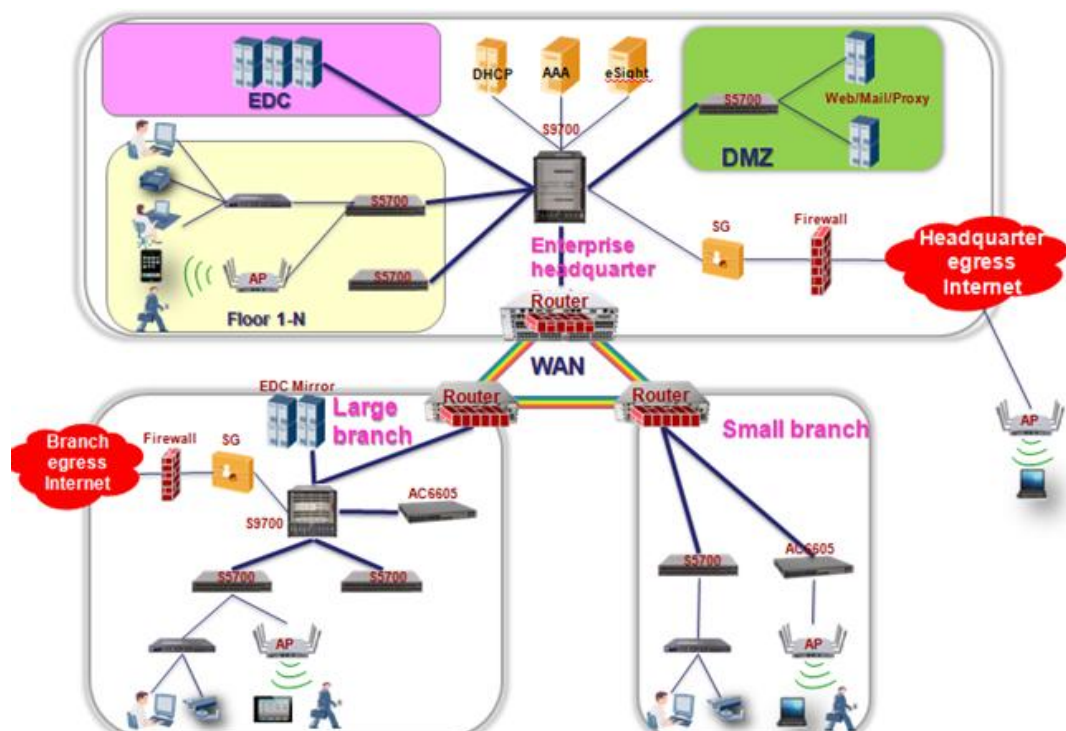 DHCP
AAA
eSight
EDC
S9700
S5700
Web/Mail/Proxy
DMZ
S5700
SG
Firewall
Headquarter
egress
Internet
Enterprise
headquarter
AP
S5700
Floor 1-N
Router
WAN
EDC Mirror
Router
Router
Large
branch
Small branch
AP
Branch
egress
Internet
Firewall
SG
AC6605
S9700
S5700
S5700
S5700
AC6605
AP
AP